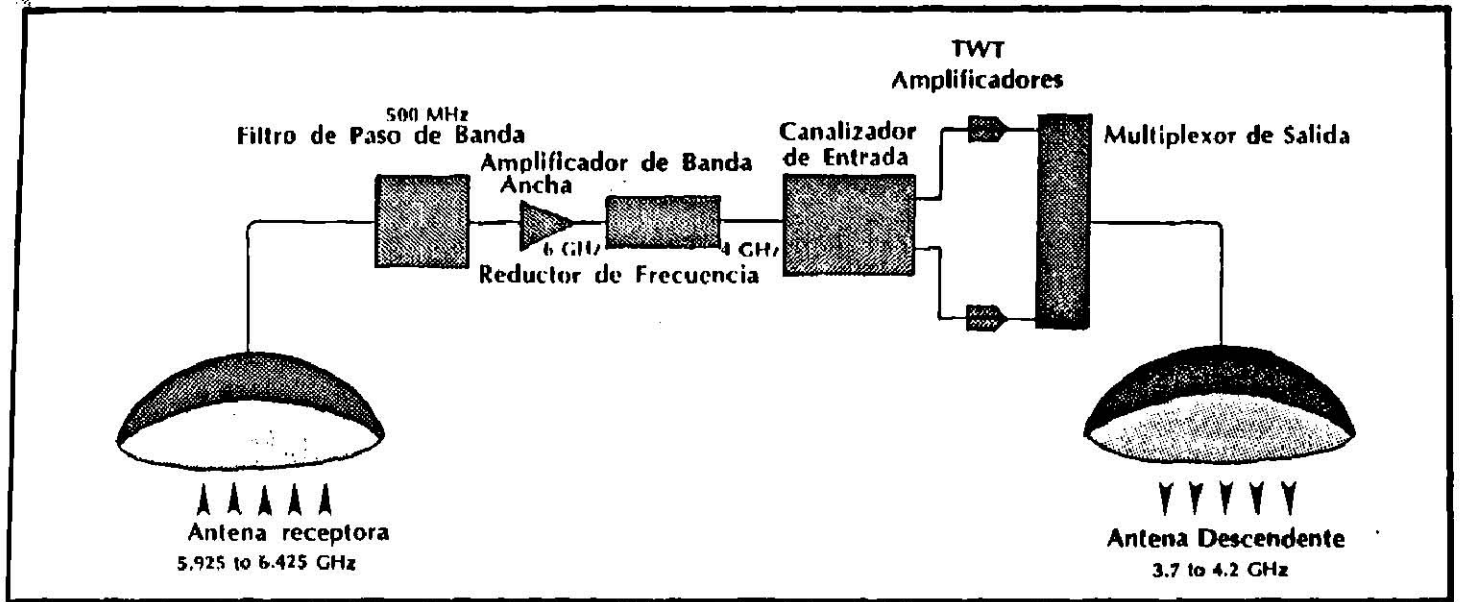 TWT
Amplificadores
500 MHz
Filtro de Paso de Banda
Canalizador
de Entrada
Multiplexor de Salida
Amplificador de Banda
Ancha
6 GHz
4 GHz
Reductor de Frecuencia
Antena receptora
5.925 to 6.425 GHz
Antena Descendente
3.7 to 4.2 GHz